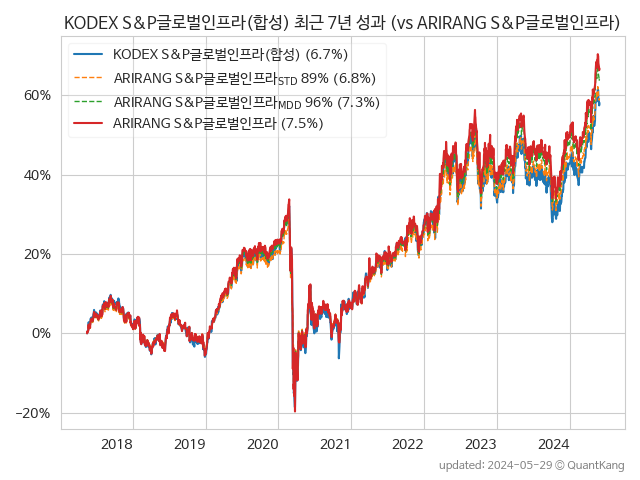 KODEX S&P글로벌인프라(합성) 최근 7년 성과 (vs ARIRANG S&P글로벌인프라)
KODEX S&P글로벌인프라(합성) (6.7%)
ARIRANG S&P글로벌인프라STD 89% (6.8%)
ARIRANG S&P글로벌인프라MDD 96% (7.3%)
ARIRANG S&P글로벌인프라 (7.5%)
60%
40%
20%
0%
−20%
2018 2019 2020 2021 2022 2023 2024
updated: 2024-05-29 © QuantKang